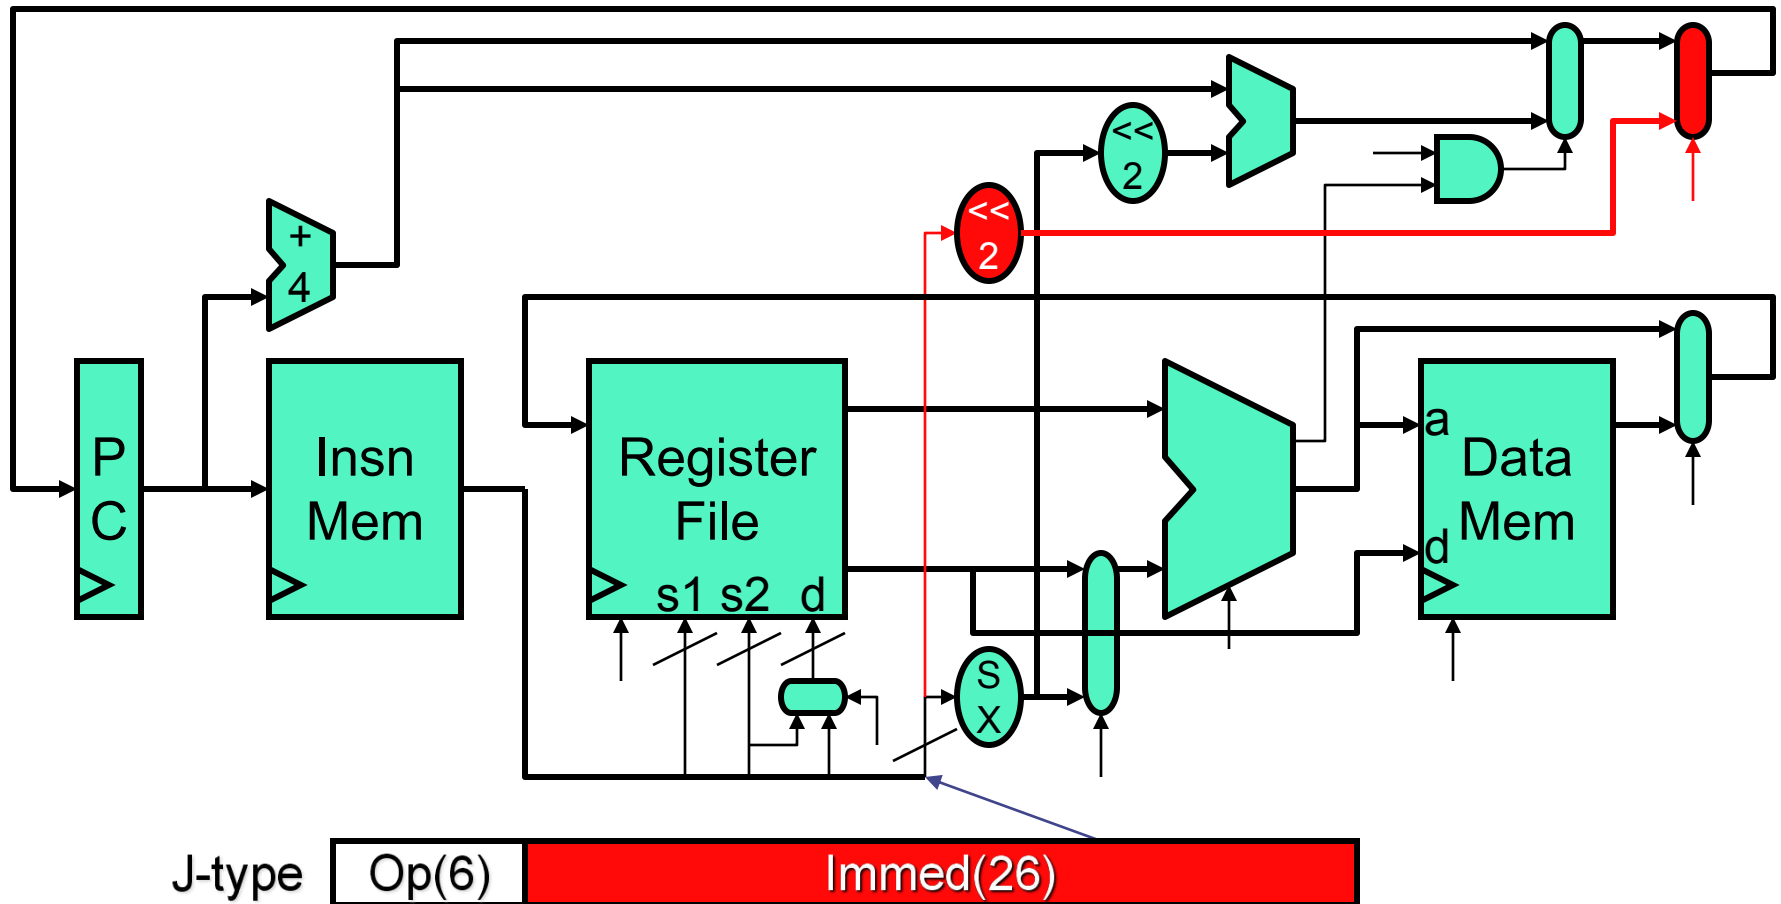 <<
2
<<
2
+
4
P
C
Insn
Mem
Register
File
s1 s2 d
a
Data
Mem
d
S
X
J-type Op(6) Immed(26)